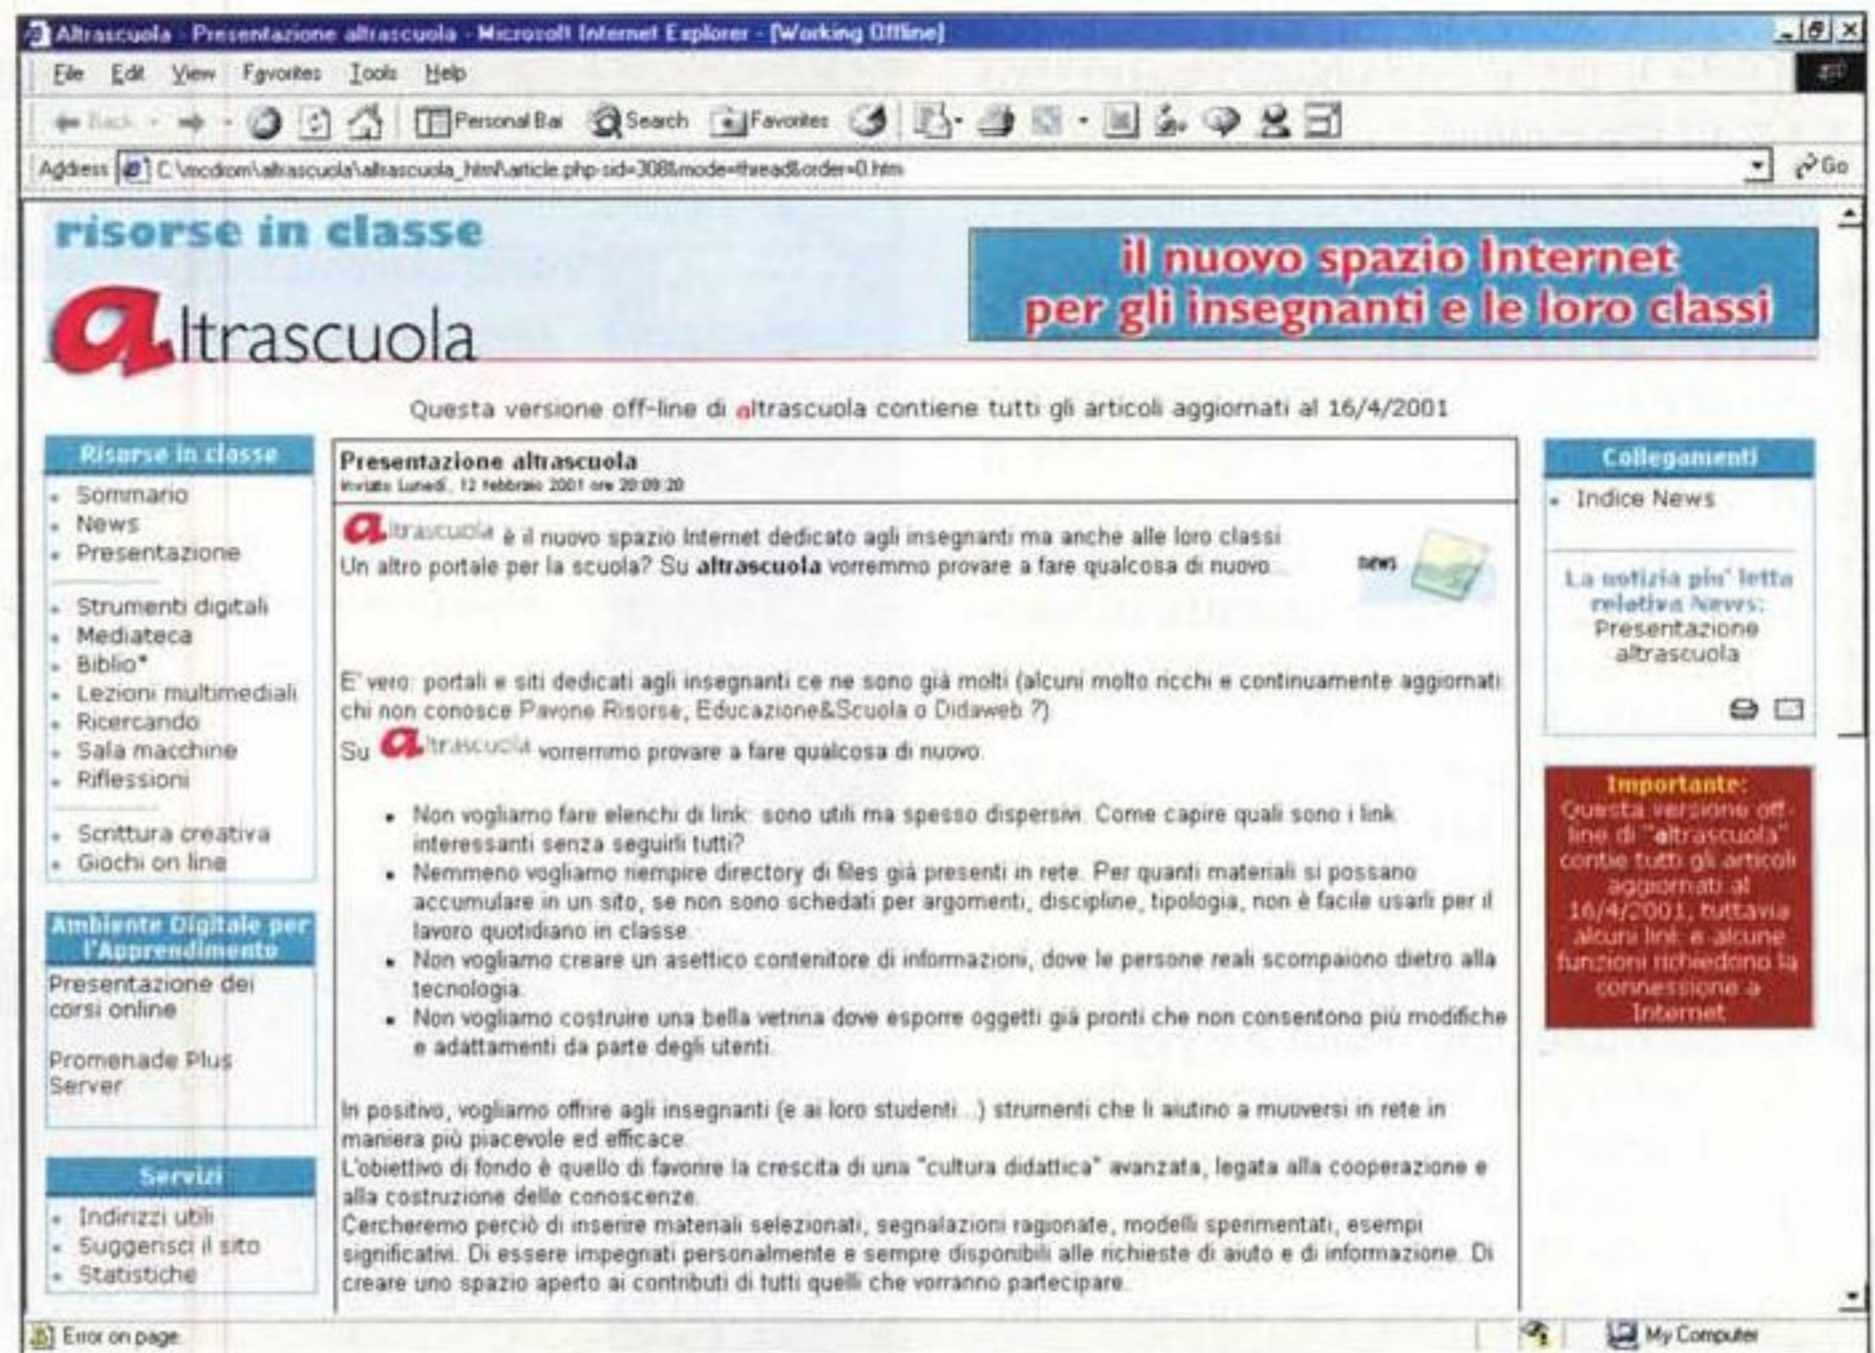 Altrascuola - Presentazione altrascuola - Microsoft Internet Explorer - [Working Offline]
File Edit View Favorites Tools Help
Back Personal Bar Search Favorites
Address C:\mcdrom\altrascuola\altrascuola_html\article.php-sid=308&mode=thread&order=0.htm Go
risorse in classe
altrascuola
il nuovo spazio Internet
per gli insegnanti e le loro classi
Questa versione off-line di altrascuola contiene tutti gli articoli aggiornati al 16/4/2001
Risorse in classe
Sommario
News
Presentazione
Strumenti digitali
Mediateca
Biblio*
Lezioni multimediali
Ricercando
Sala macchine
Riflessioni
Scrittura creativa
Giochi on line
Ambiente Digitale per
l'Apprendimento
Presentazione dei
corsi online
Promenade Plus
Server
Servizi
Indirizzi utili
Suggerisci il sito
Statistiche
Presentazione altrascuola
Inviato Lunedì, 12 febbraio 2001 ore 20:09:20
altrascuola è il nuovo spazio Internet dedicato agli insegnanti ma anche alle loro classi.
Un altro portale per la scuola? Su altrascuola vorremmo provare a fare qualcosa di nuovo...
news
E' vero: portali e siti dedicati agli insegnanti ce ne sono già molti (alcuni molto ricchi e continuamente aggiornati:
chi non conosce Pavone Risorse, Educazione&Scuola o Didaweb ?)
Su altrascuola vorremmo provare a fare qualcosa di nuovo.
Non vogliamo fare elenchi di link: sono utili ma spesso dispersivi. Come capire quali sono i link
interessanti senza seguirli tutti?
Nemmeno vogliamo riempire directory di files già presenti in rete. Per quanti materiali si possano
accumulare in un sito, se non sono schedati per argomenti, discipline, tipologia, non è facile usarli per il
lavoro quotidiano in classe.
Non vogliamo creare un asettico contenitore di informazioni, dove le persone reali scompaiono dietro alla
tecnologia.
Non vogliamo costruire una bella vetrina dove esporre oggetti già pronti che non consentono più modifiche
e adattamenti da parte degli utenti.
In positivo, vogliamo offrire agli insegnanti (e ai loro studenti...) strumenti che li aiutino a muoversi in rete in
maniera più piacevole ed efficace.
L'obiettivo di fondo è quello di favorire la crescita di una "cultura didattica" avanzata, legata alla cooperazione e
alla costruzione delle conoscenze.
Cercheremo perciò di inserire materiali selezionati, segnalazioni ragionate, modelli sperimentati, esempi
significativi. Di essere impegnati personalmente e sempre disponibili alle richieste di aiuto e di informazione. Di
creare uno spazio aperto ai contributi di tutti quelli che vorranno partecipare.
Collegamenti
Indice News
La notizia piu' letta
relativa News:
Presentazione
altrascuola
Importante:
Questa versione off-
line di "altrascuola"
contie tutti gli articoli
aggiornati al
16/4/2001, tuttavia
alcuni link e alcune
funzioni richiedono la
connessione a
Internet
Error on page.
My Computer